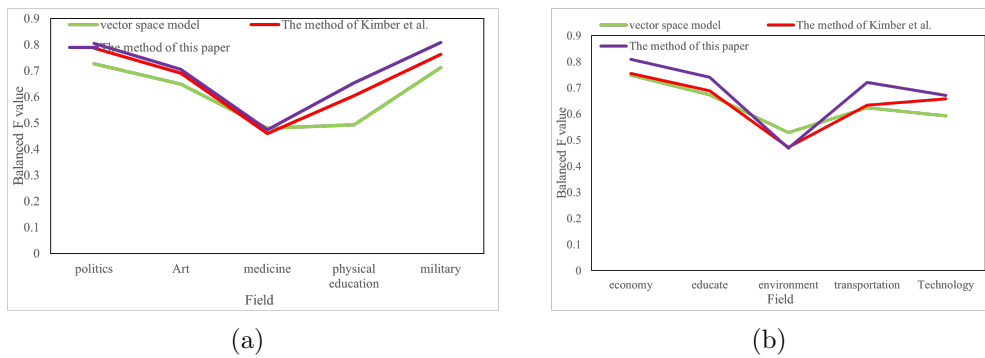 vector space model
The method of Kimber et al.
The method of this paper
Balanced F value
0.9
0.8
0.7
0.6
0.5
0.4
0.3
0.2
0.1
0
politics Art medicine physical education military
Field
(a)
vector space model
The method of Kimber et al.
The method of this paper
Balanced F value
0.9
0.8
0.7
0.6
0.5
0.4
0.3
0.2
0.1
0
economy educate environment transportation Technology
Field
(b)